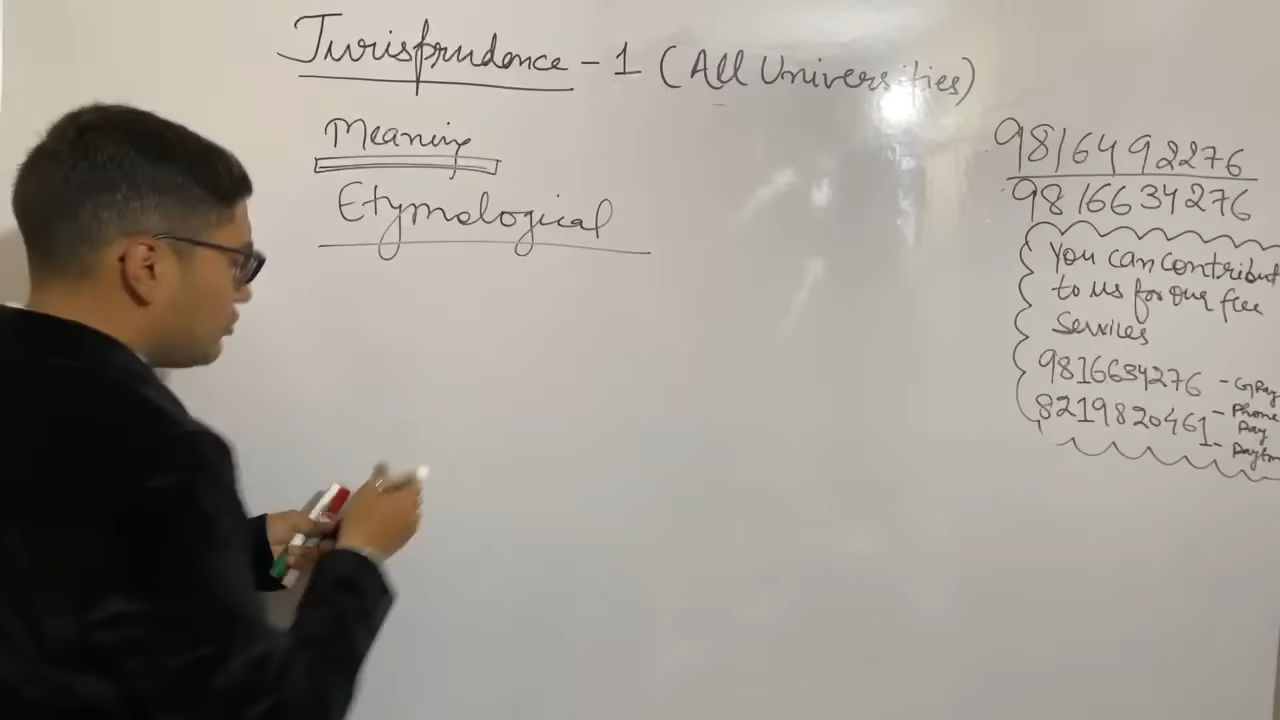 Jurisprudence - 1 (All Universities)
Meaning
Etymological
9816492276
9816634276
You can contribut
to us for our free
Services
9816634276 - GPay
8219820461 - Phone
Pay
- Paytm